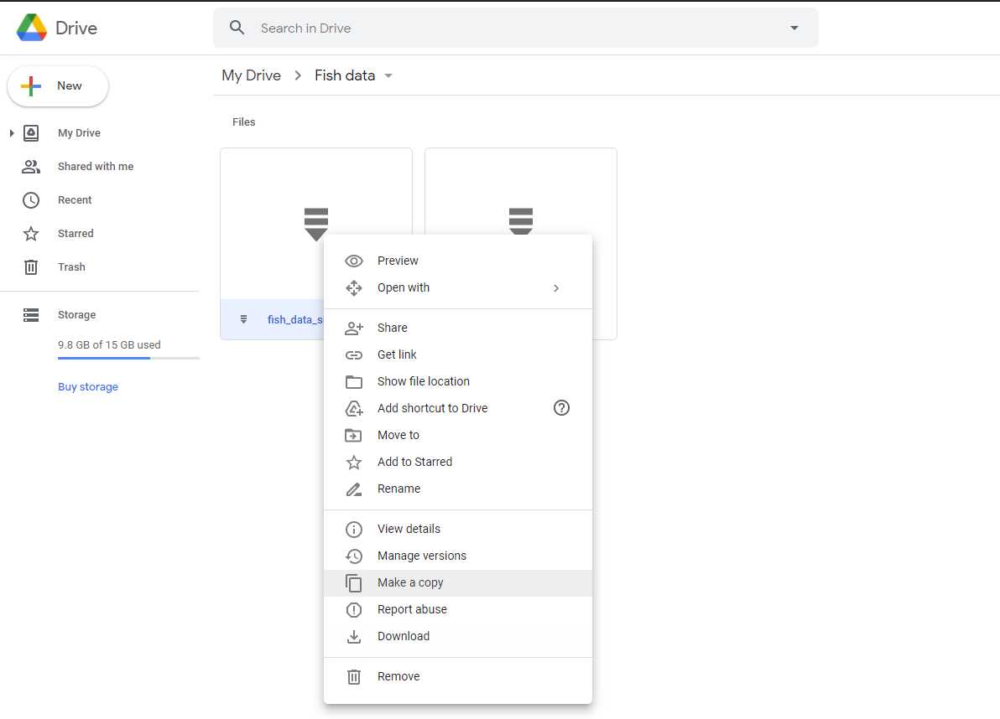 Drive
Search in Drive
New
My Drive
Shared with me
Recent
Starred
Trash
Storage
9.8 GB of 15 GB used
Buy storage
My Drive > Fish data
Files
fish_data_s
Preview
Open with
Share
Get link
Show file location
Add shortcut to Drive
Move to
Add to Starred
Rename
View details
Manage versions
Make a copy
Report abuse
Download
Remove